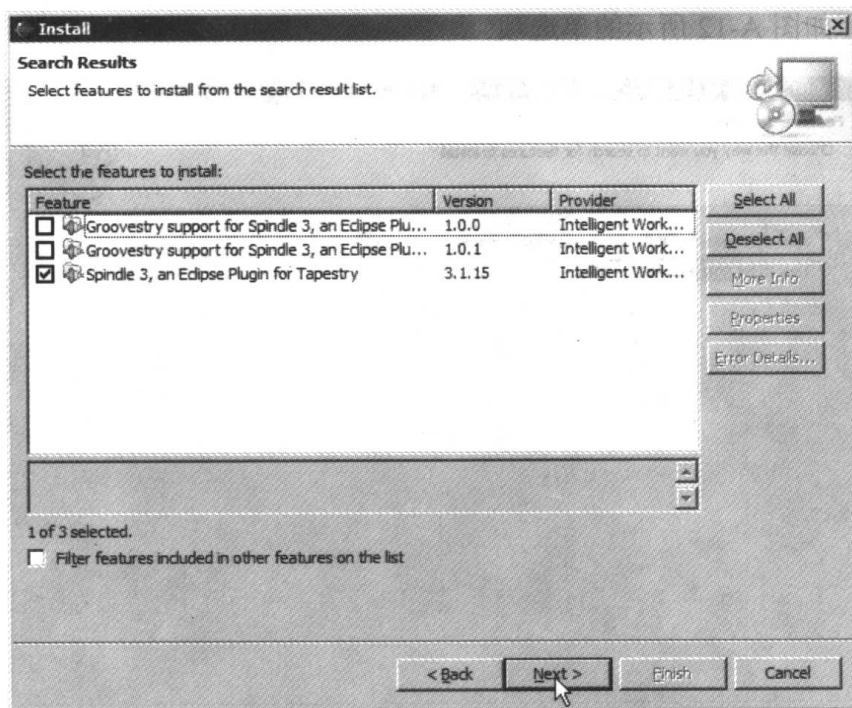 Install
Search Results
Select features to install from the search result list.
Select the features to install:
Feature Version Provider
Groovestry support for Spindle 3, an Eclipse Plu... 1.0.0 Intelligent Work...
Groovestry support for Spindle 3, an Eclipse Plu... 1.0.1 Intelligent Work...
Spindle 3, an Eclipse Plugin for Tapestry 3.1.15 Intelligent Work...
Select All
Deselect All
More Info
Properties
Error Details...
1 of 3 selected.
Filter features included in other features on the list
< Back Next > Finish Cancel